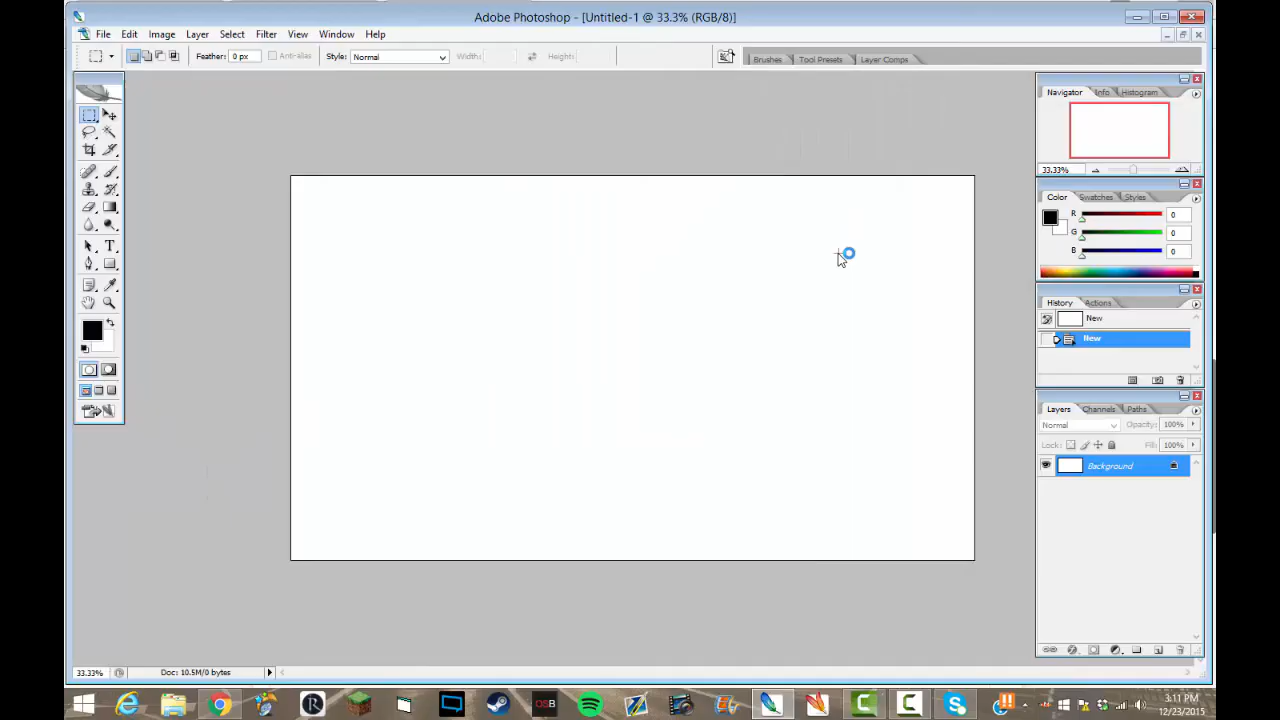 Adobe Photoshop - [Untitled-1 @ 33.3% (RGB/8)]
File Edit Image Layer Select Filter View Window Help
Feather: 0 px Anti-alias Style: Normal Width: Height: Brushes Tool Presets Layer Comps
Navigator Info Histogram
33.33%
Color Swatches Styles
R 0
G 0
B 0
History Actions
New
New
Layers Channels Paths
Normal Opacity: 100%
Lock: Fill: 100%
Background
33.33% Doc: 10.5M/0 bytes
3:11 PM
12/23/2015